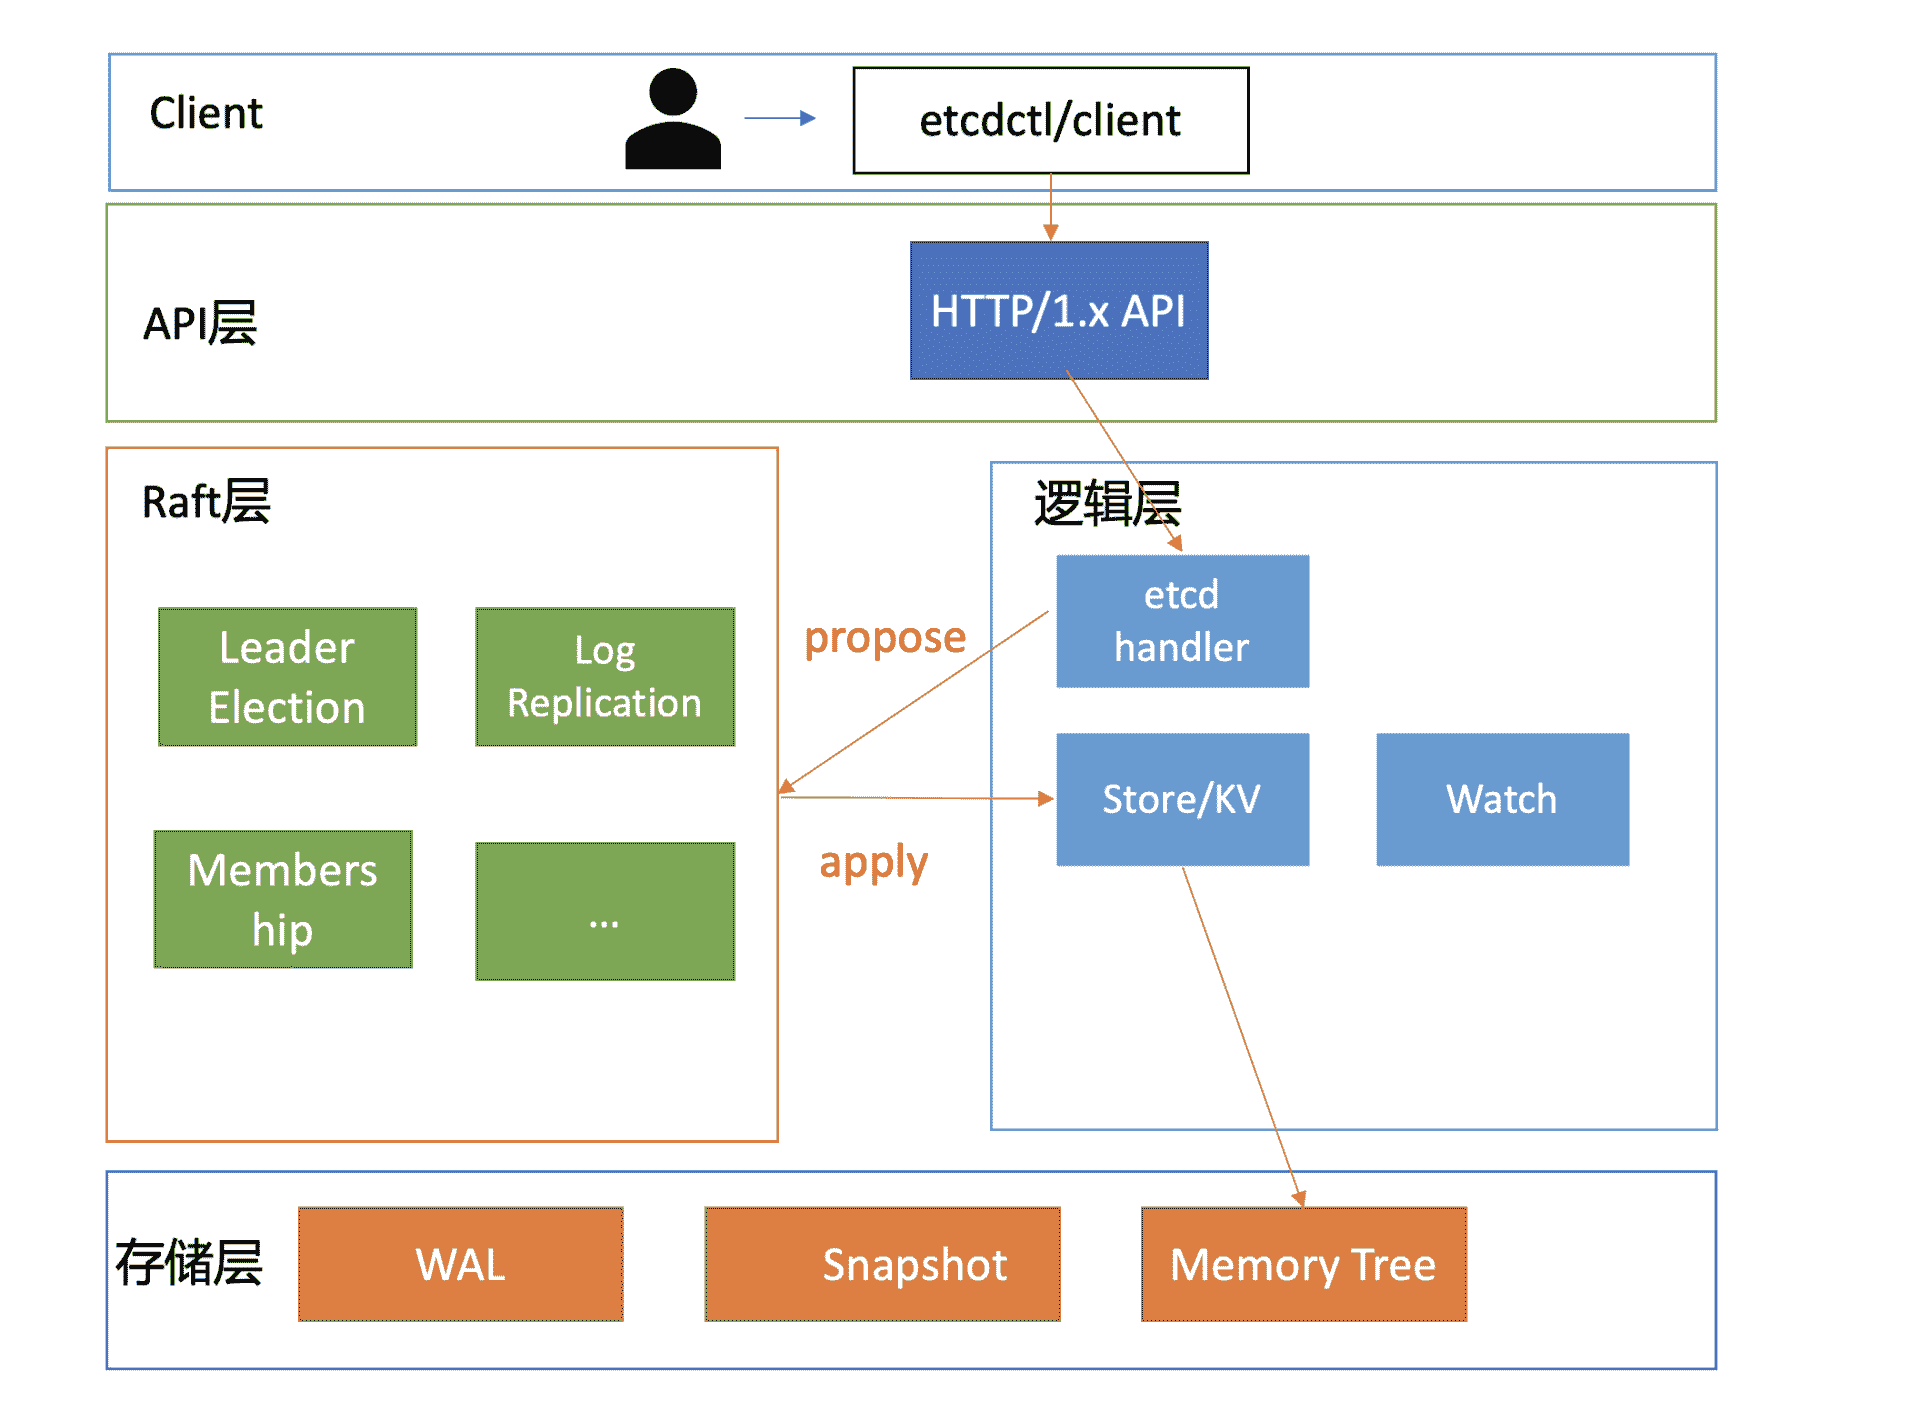 Client
etcdctl/client
API层
HTTP/1.x API
Raft层
Leader
Election
Log
Replication
Members
hip
...
propose
apply
逻辑层
etcd
handler
Store/KV
Watch
存储层
WAL
Snapshot
Memory Tree